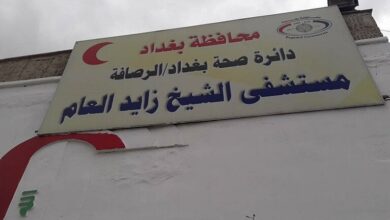 محافظة بغداد
دائرة صحة بغداد/الرصافة
مستشفى الشيخ زايد العام